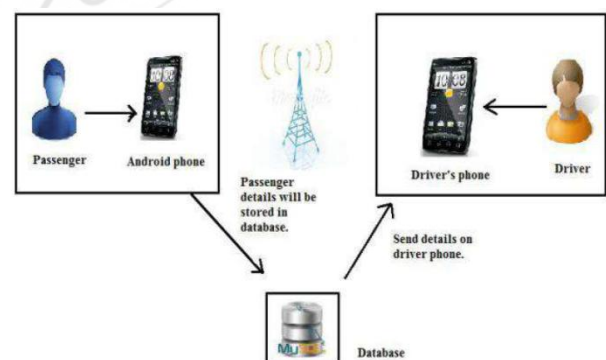 Passenger
Android phone
Passenger
details will be
stored in
database.
Driver's phone
Driver
Send details on
driver phone.
My
Database